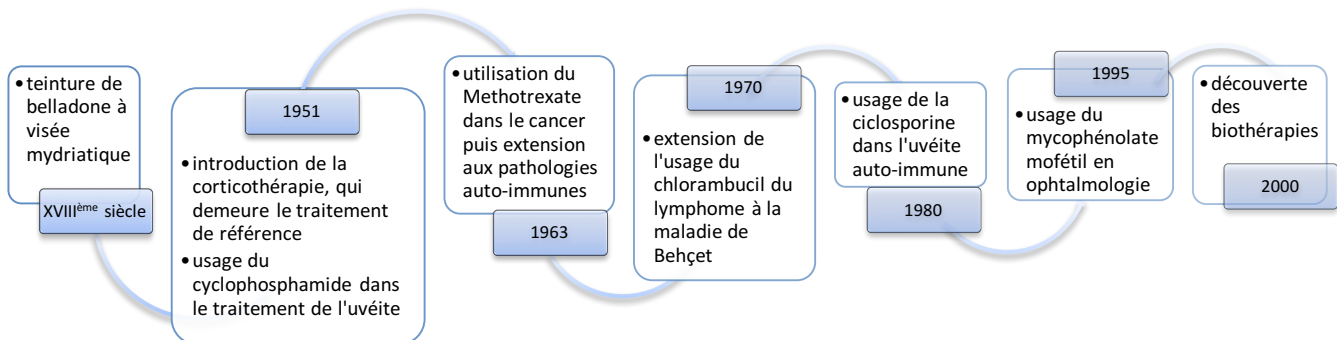 • teinture de
belladone à
visée
mydriatique
XVIIIème siècle
1951
• introduction de la
corticothérapie, qui
demeure le traitement
de référence
• usage du
cyclophosphamide dans
le traitement de l'uvéite
• utilisation du
Methotrexate
dans le cancer
puis extension
aux pathologies
auto-immunes
1963
1970
• extension de
l'usage du
chlorambucil du
lymphome à la
maladie de
Behçet
• usage de la
ciclosporine
dans l'uvéite
auto-immune
1980
1995
• usage du
mycophénolate
mofétil en
ophtalmologie
• découverte
des
biothérapies
2000